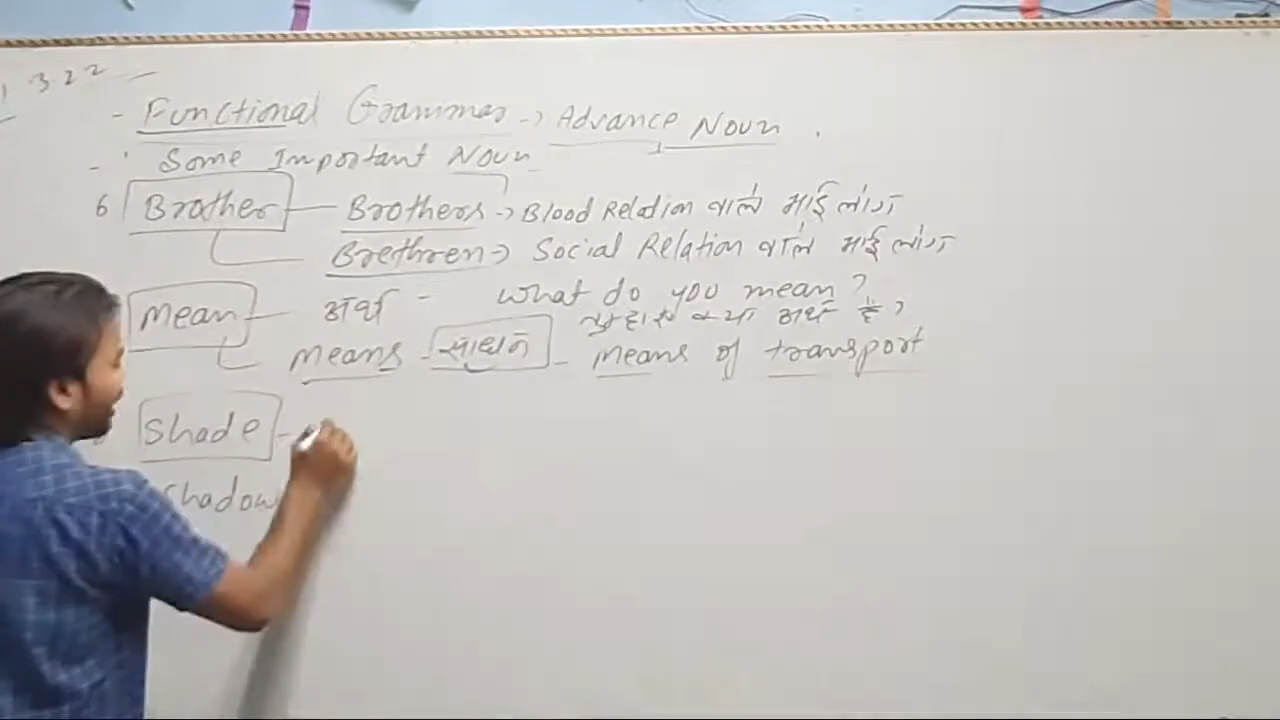 322 -
- Functional Grammar -> Advance Noun .
- Some Important Noun
6 Brother - Brothers -> Blood Relation वाले भाई लोग
Brethren -> Social Relation वाले भाई लोग
Mean - अर्थ - What do you mean ?
तुम्हारा क्या अर्थ है ?
Means - साधन - means of transport
Shade -
Shadow